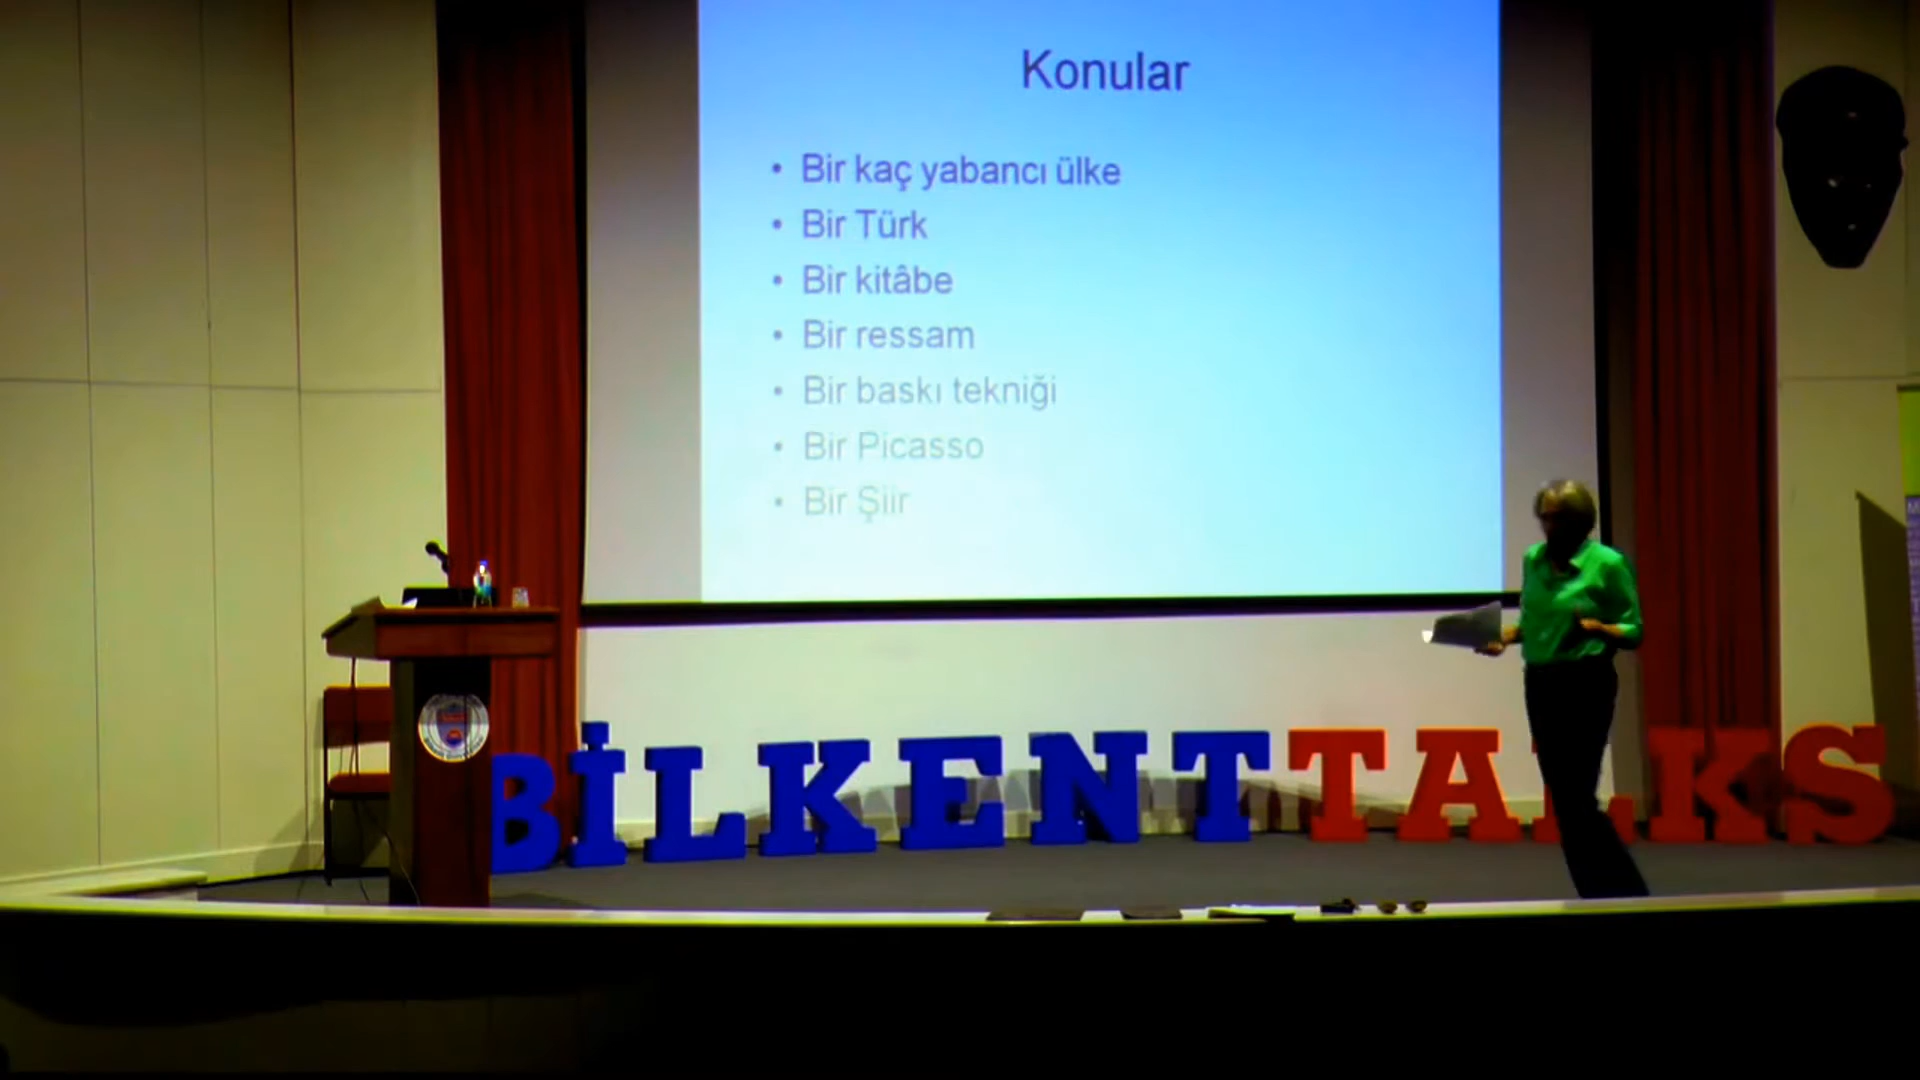 Konular
• Bir kaç yabancı ülke
• Bir Türk
• Bir kitâbe
• Bir ressam
• Bir baskı tekniği
• Bir Picasso
• Bir Şiir
BİLKENTTALKS